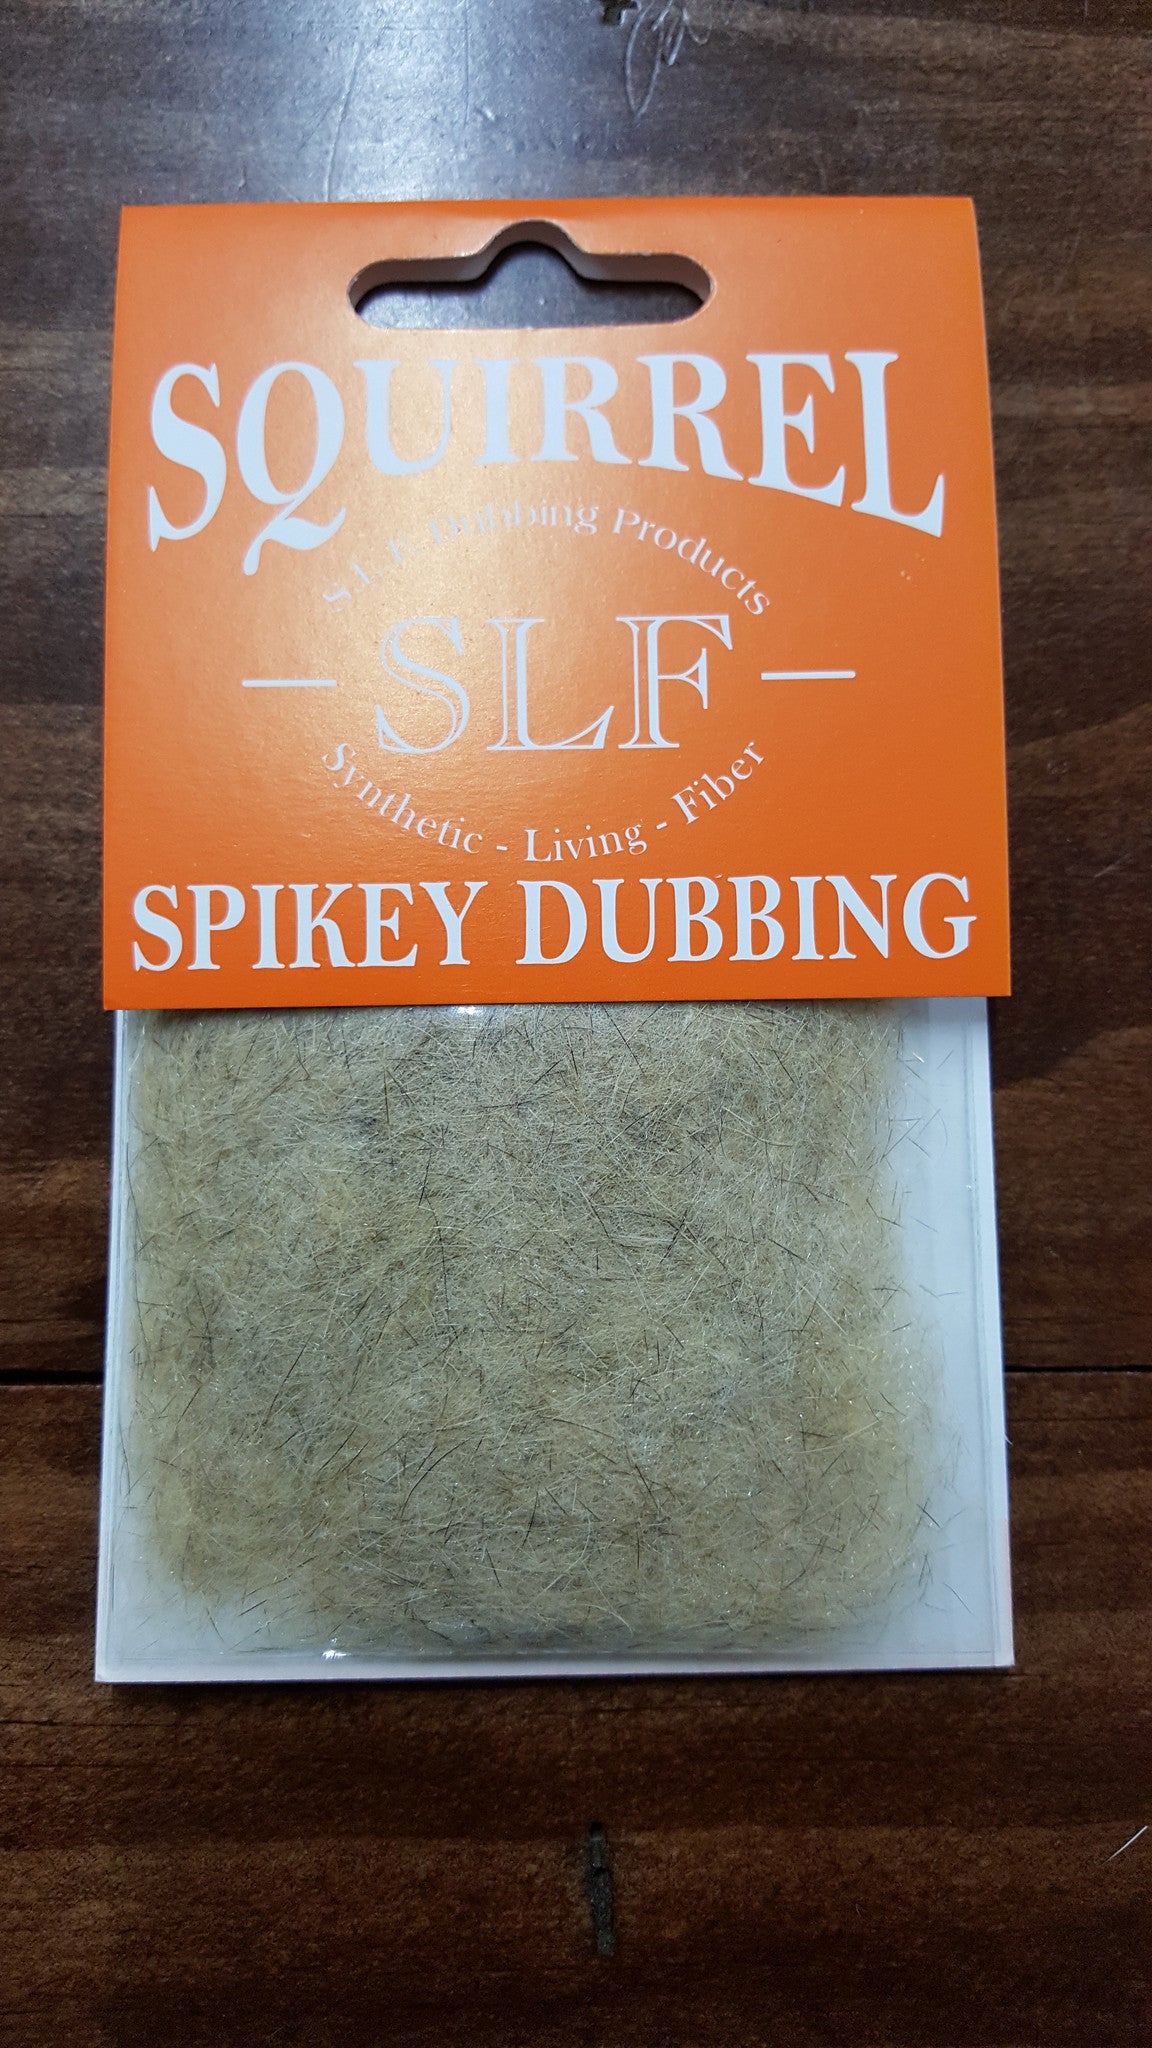 SQUIRREL
S.L.F. Dubbing Products
SLF
Synthetic - Living - Fiber
SPIKEY DUBBING